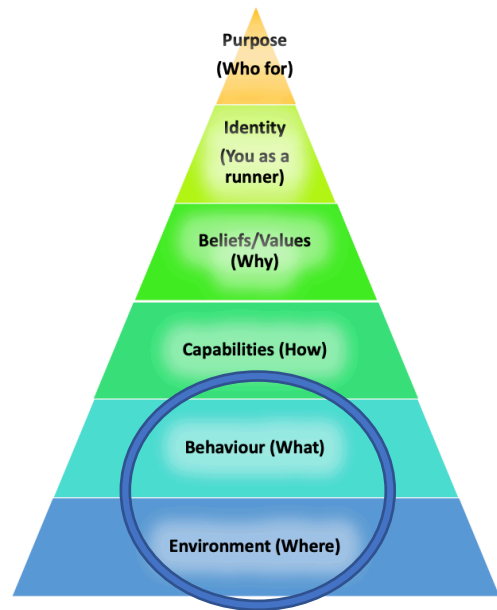 Purpose
(Who for)
Identity
(You as a
runner)
Beliefs/Values
(Why)
Capabilities (How)
Behaviour (What)
Environment (Where)